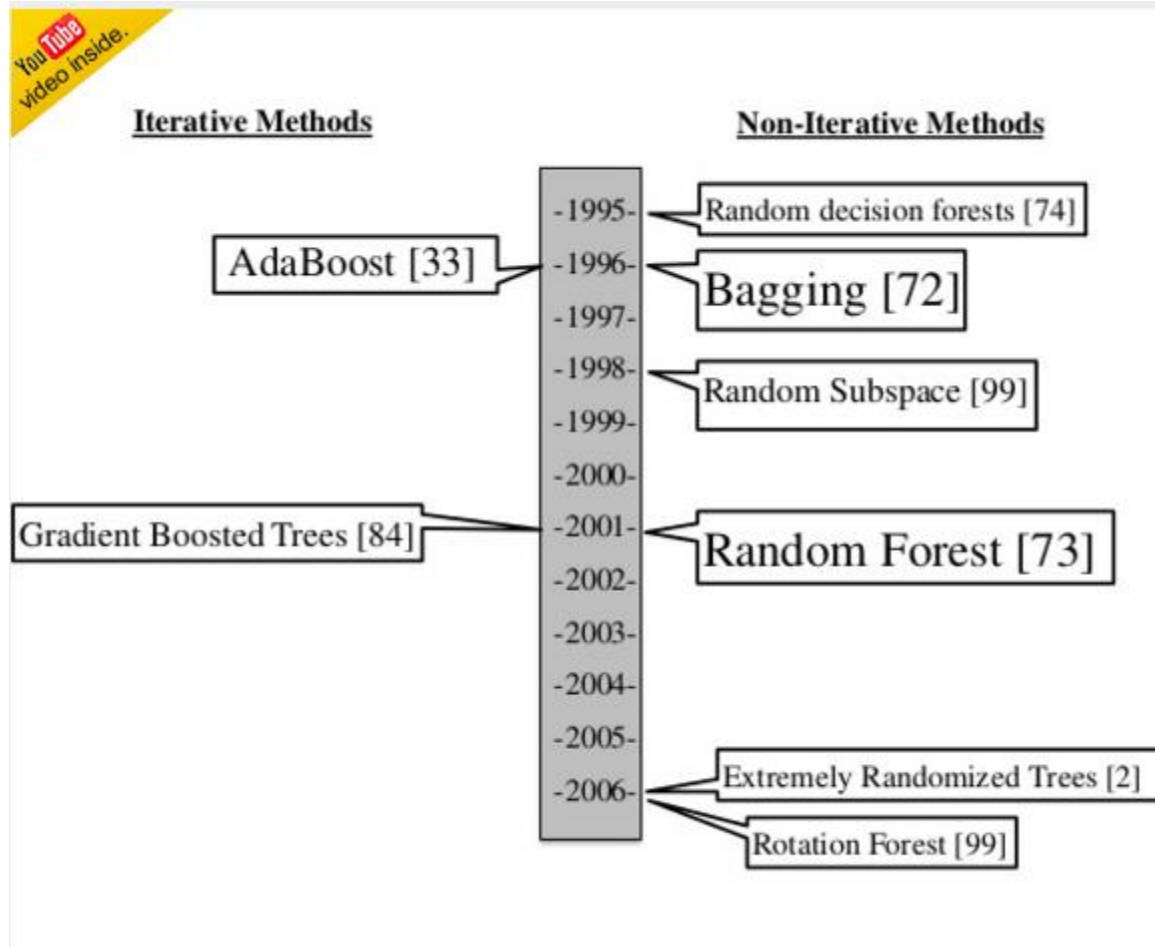 You Tube
video inside.
Iterative Methods
Non-Iterative Methods
-1995-
Random decision forests [74]
AdaBoost [33]
-1996-
Bagging [72]
-1997-
-1998-
Random Subspace [99]
-1999-
-2000-
Gradient Boosted Trees [84]
-2001-
Random Forest [73]
-2002-
-2003-
-2004-
-2005-
-2006-
Extremely Randomized Trees [2]
Rotation Forest [99]